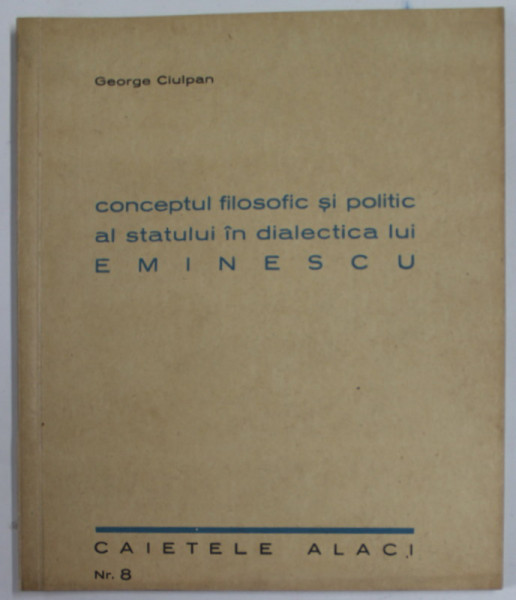 George Ciulpan
conceptul filosofic și politic
al statului în dialectica lui
EMINESCU
CAIETELE ALACI
Nr. 8